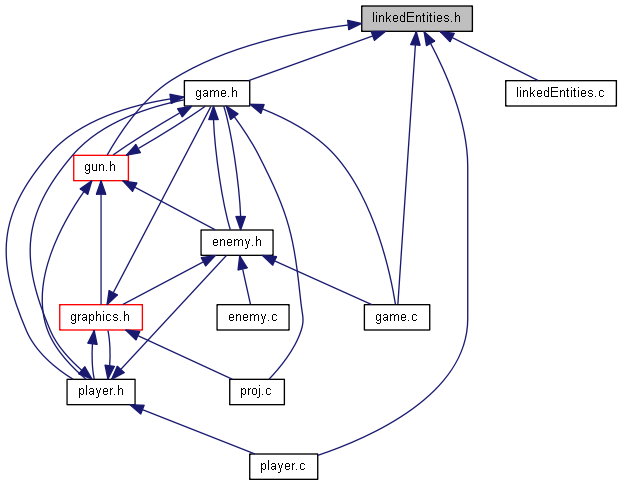 linkedEntities.h
game.h
linkedEntities.c
gun.h
enemy.h
graphics.h
enemy.c
game.c
player.h
proj.c
player.c